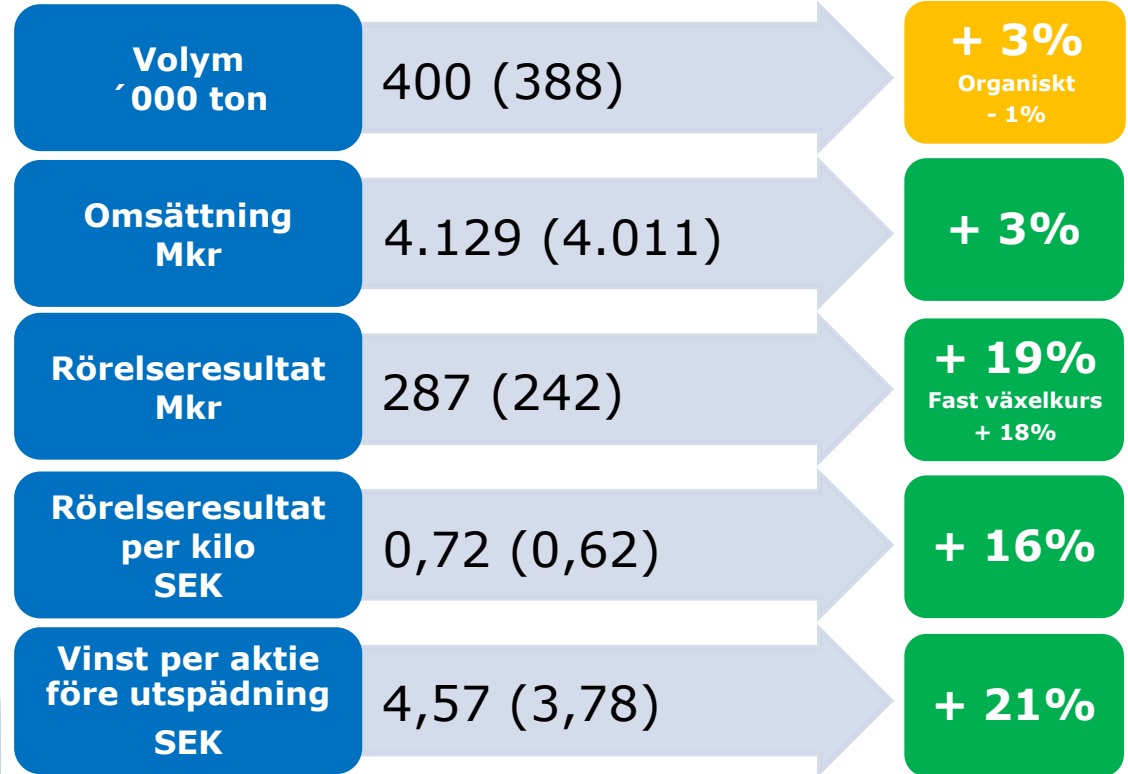 Volym
´000 ton
400 (388)
+ 3%
Organiskt
- 1%
Omsättning
Mkr
4.129 (4.011)
+ 3%
Rörelseresultat
Mkr
287 (242)
+ 19%
Fast växelkurs
+ 18%
Rörelseresultat
per kilo
SEK
0,72 (0,62)
+ 16%
Vinst per aktie
före utspädning
SEK
4,57 (3,78)
+ 21%